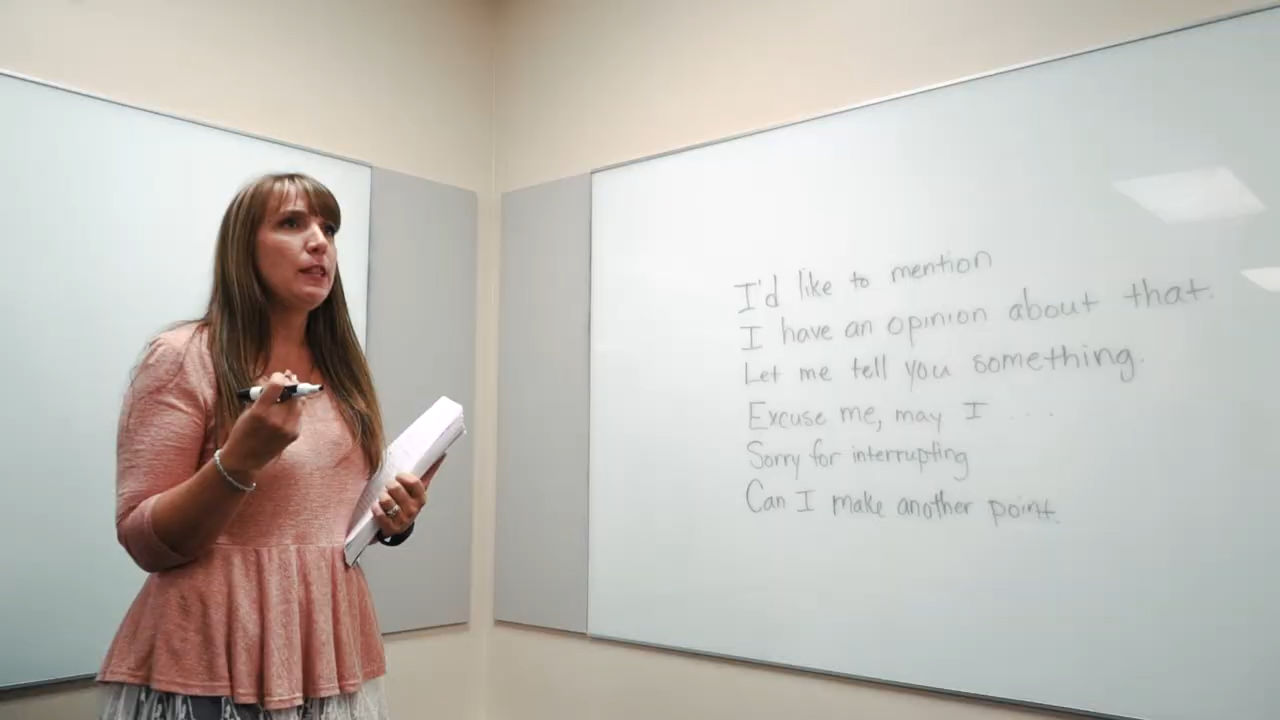 I'd like to mention
I have an opinion about that.
Let me tell you something.
Excuse me, may I ....
Sorry for interrupting
Can I make another point.